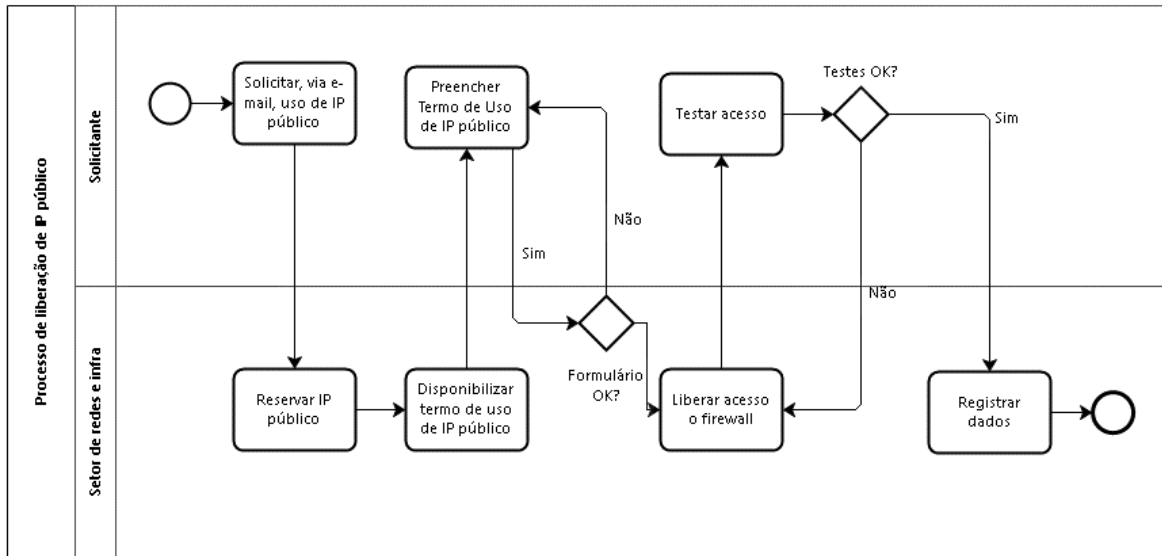 Processo de liberação de IP público
Solicitante
Solicitar, via e-
mail, uso de IP
público
Preencher
Termo de Uso
de IP público
Testar acesso
Testes OK?
Sim
Não
Sim
Não
Setor de redes e infra
Reservar IP
público
Disponibilizar
termo de uso
de IP público
Formulário
OK?
Liberar acesso
o firewall
Registrar
dados